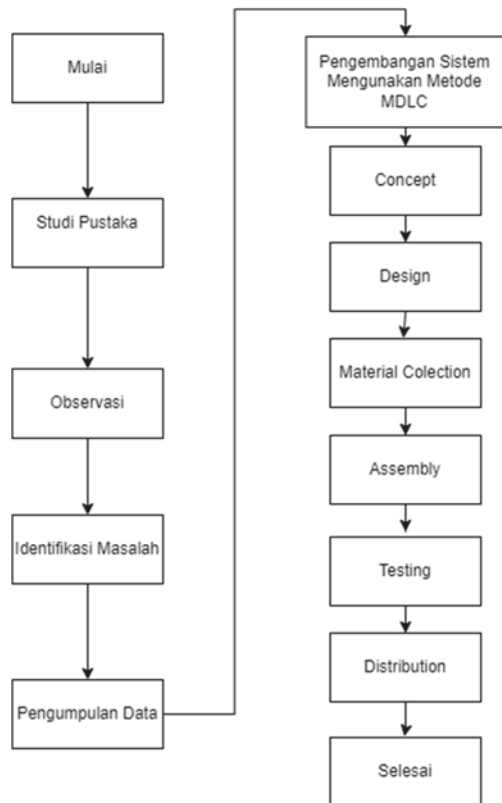 Mulai
Studi Pustaka
Observasi
Identifikasi Masalah
Pengumpulan Data
Pengembangan Sistem
Mengunakan Metode
MDLC
Concept
Design
Material Colection
Assembly
Testing
Distribution
Selesai